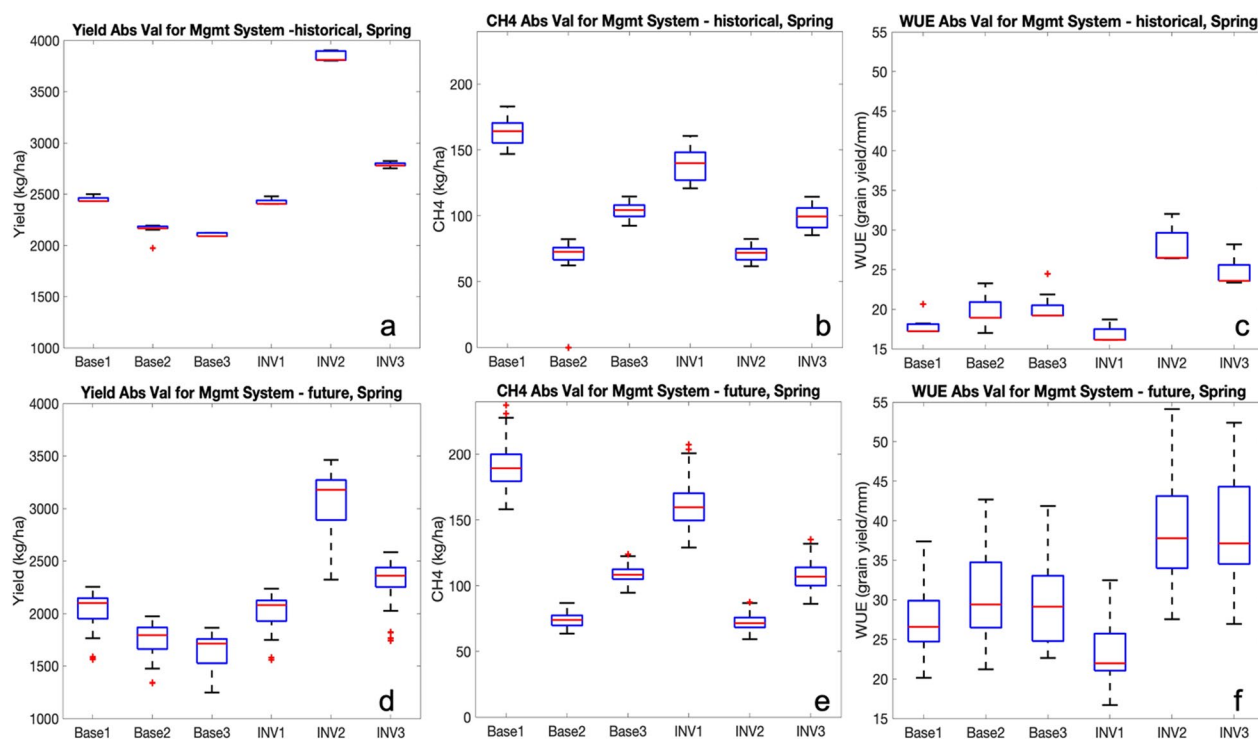 Yield Abs Val for Mgmt System -historical, Spring
4000
3500
3000
2500
2000
1500
1000
Yield (kg/ha)
Base1 Base2 Base3 INV1 INV2 INV3
a
CH4 Abs Val for Mgmt System - historical, Spring
200
150
100
50
0
CH4 (kg/ha)
Base1 Base2 Base3 INV1 INV2 INV3
b
WUE Abs Val for Mgmt System - historical, Spring
55
50
45
40
35
30
25
20
15
WUE (grain yield/mm)
Base1 Base2 Base3 INV1 INV2 INV3
c
Yield Abs Val for Mgmt System - future, Spring
4000
3500
3000
2500
2000
1500
1000
Yield (kg/ha)
Base1 Base2 Base3 INV1 INV2 INV3
d
CH4 Abs Val for Mgmt System - future, Spring
200
150
100
50
0
CH4 (kg/ha)
Base1 Base2 Base3 INV1 INV2 INV3
e
WUE Abs Val for Mgmt System - future, Spring
55
50
45
40
35
30
25
20
15
WUE (grain yield/mm)
Base1 Base2 Base3 INV1 INV2 INV3
f